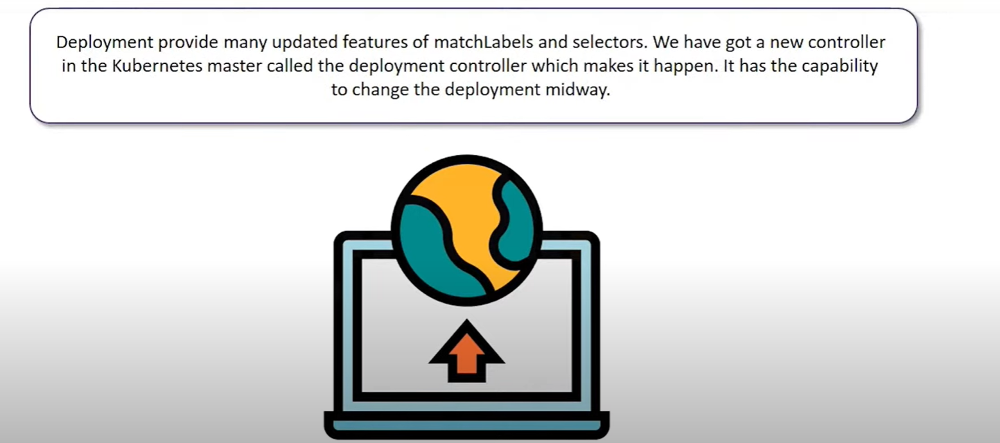 Deployment provide many updated features of matchLabels and selectors. We have got a new controller
in the Kubernetes master called the deployment controller which makes it happen. It has the capability
to change the deployment midway.